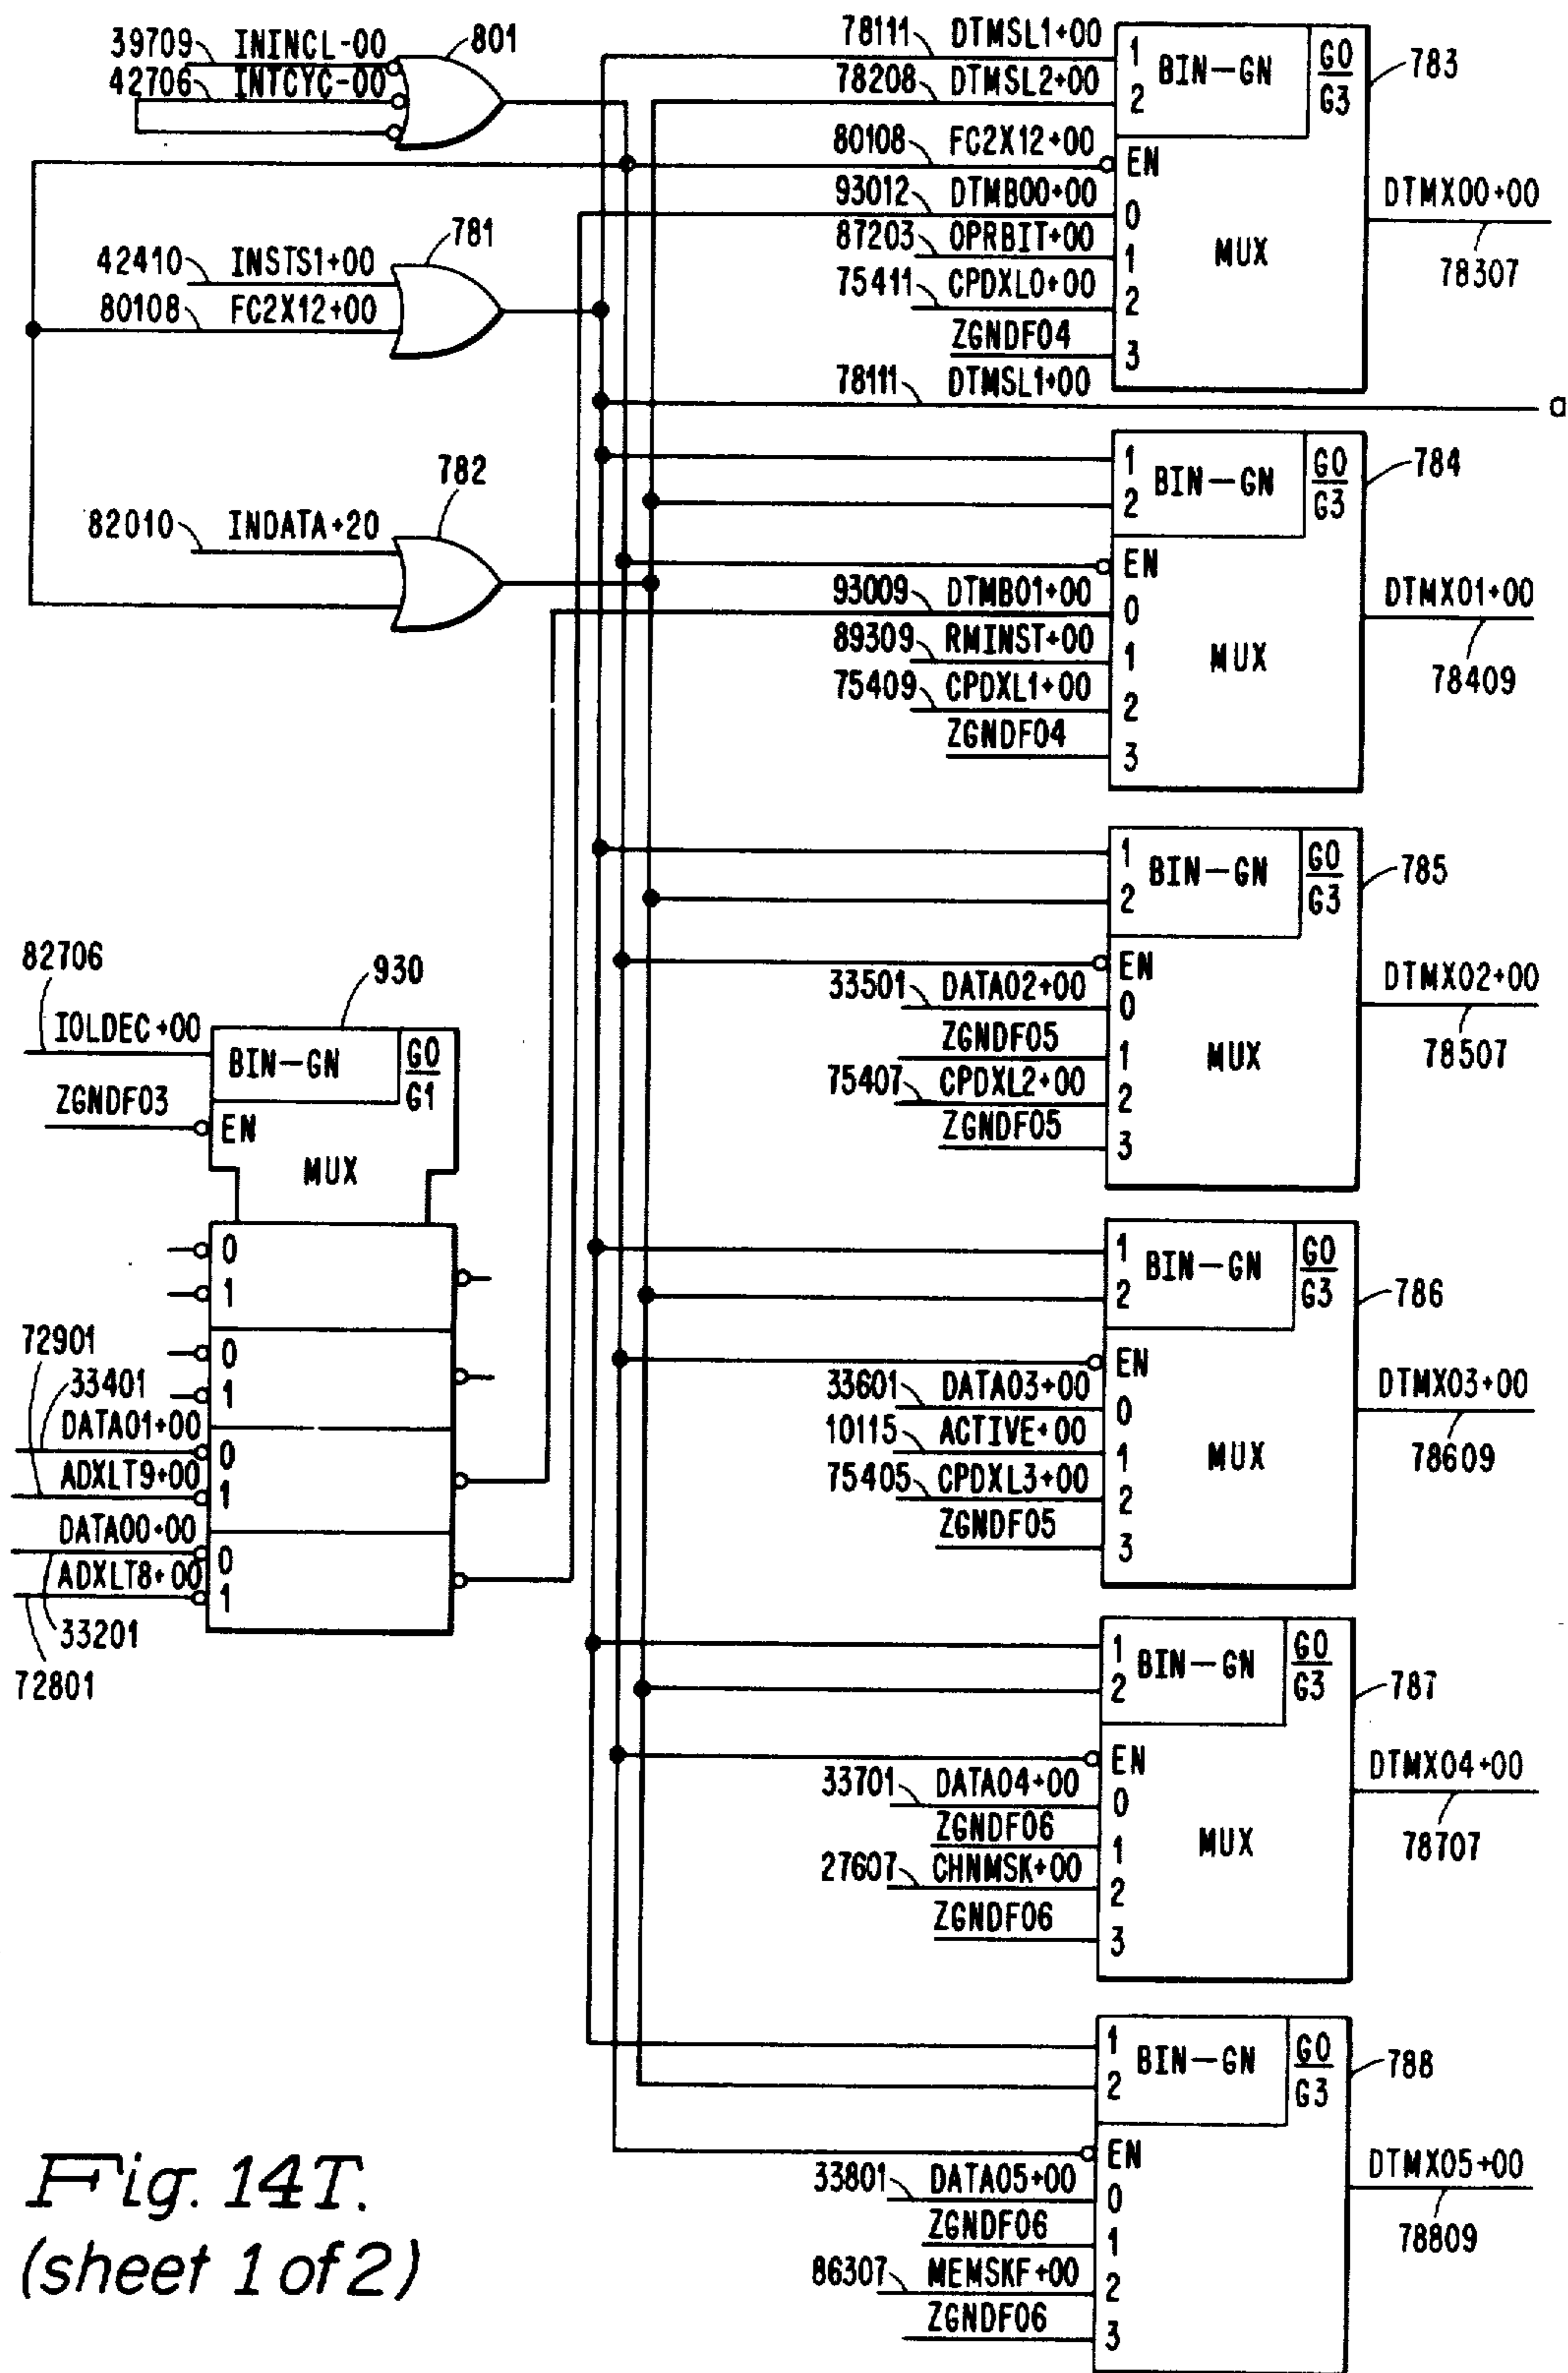 39709 ININCL-00
42706 INTCYC-00
801
42410 INSTS1+00
80108 FC2X12+00
781
82010 INDATA+20
782
78111 DTMSL1+00
78208 DTMSL2+00
80108 FC2X12+00
93012 DTMB00+00
87203 OPRBIT+00
75411 CPDXL0+00
ZGNDF04
1
2
BIN-GN
G0
G3
EN
0
1
2
3
MUX
783
DTMX00+00
78307
78111 DTMSL1+00
a
1
2
BIN-GN
G0
G3
784
EN
93009 DTMB01+00
0
89309 RMINST+00
1
75409 CPDXL1+00
2
ZGNDF04
3
MUX
DTMX01+00
78409
1
2
BIN-GN
G0
G3
785
EN
33501 DATA02+00
0
ZGNDF05
1
75407 CPDXL2+00
2
ZGNDF05
3
MUX
DTMX02+00
78507
82706
IOLDEC+00
930
BIN-GN
G0
G1
ZGNDF03
EN
MUX
0
1
0
1
72901
33401
DATA01+00
0
ADXLT9+00
1
DATA00+00
0
ADXLT8+00
1
33201
72801
1
2
BIN-GN
G0
G3
786
EN
33601 DATA03+00
0
10115 ACTIVE+00
1
75405 CPDXL3+00
2
ZGNDF05
3
MUX
DTMX03+00
78609
1
2
BIN-GN
G0
G3
787
EN
33701 DATA04+00
0
ZGNDF06
1
27607 CHNMSK+00
2
ZGNDF06
3
MUX
DTMX04+00
78707
1
2
BIN-GN
G0
G3
788
EN
33801 DATA05+00
0
ZGNDF06
1
86307 MEMSKF+00
2
ZGNDF06
3
DTMX05+00
78809
Fig. 14T.
(sheet 1 of 2)